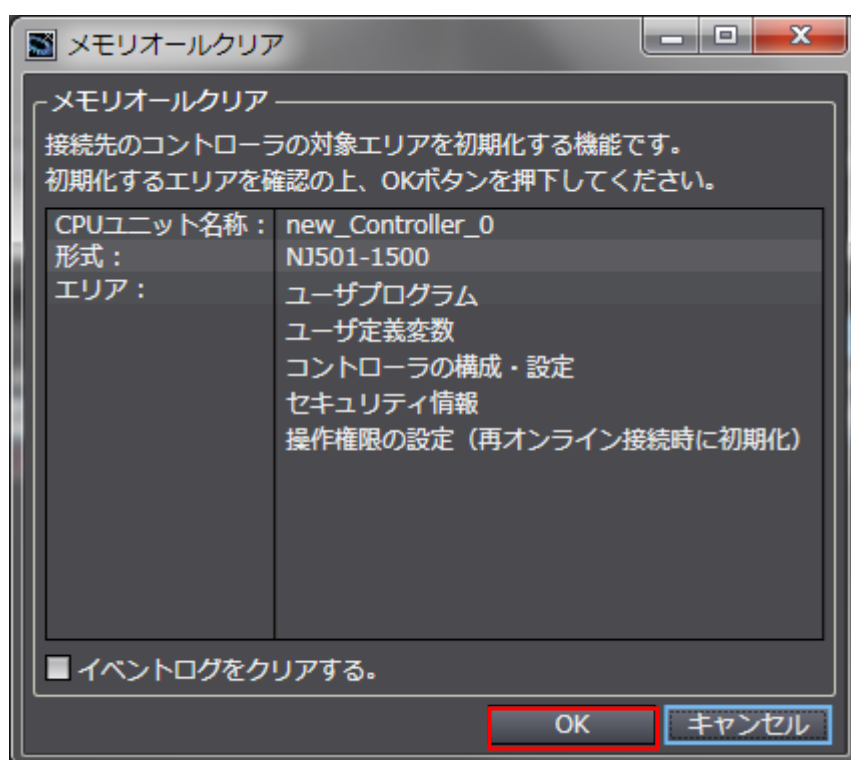 メモリオールクリア
メモリオールクリア
接続先のコントローラの対象エリアを初期化する機能です。
初期化するエリアを確認の上、OKボタンを押下してください。
CPUユニット名称： new_Controller_0
形式： NJ501-1500
エリア： ユーザプログラム
ユーザ定義変数
コントローラの構成・設定
セキュリティ情報
操作権限の設定（再オンライン接続時に初期化）
イベントログをクリアする。
OK キャンセル